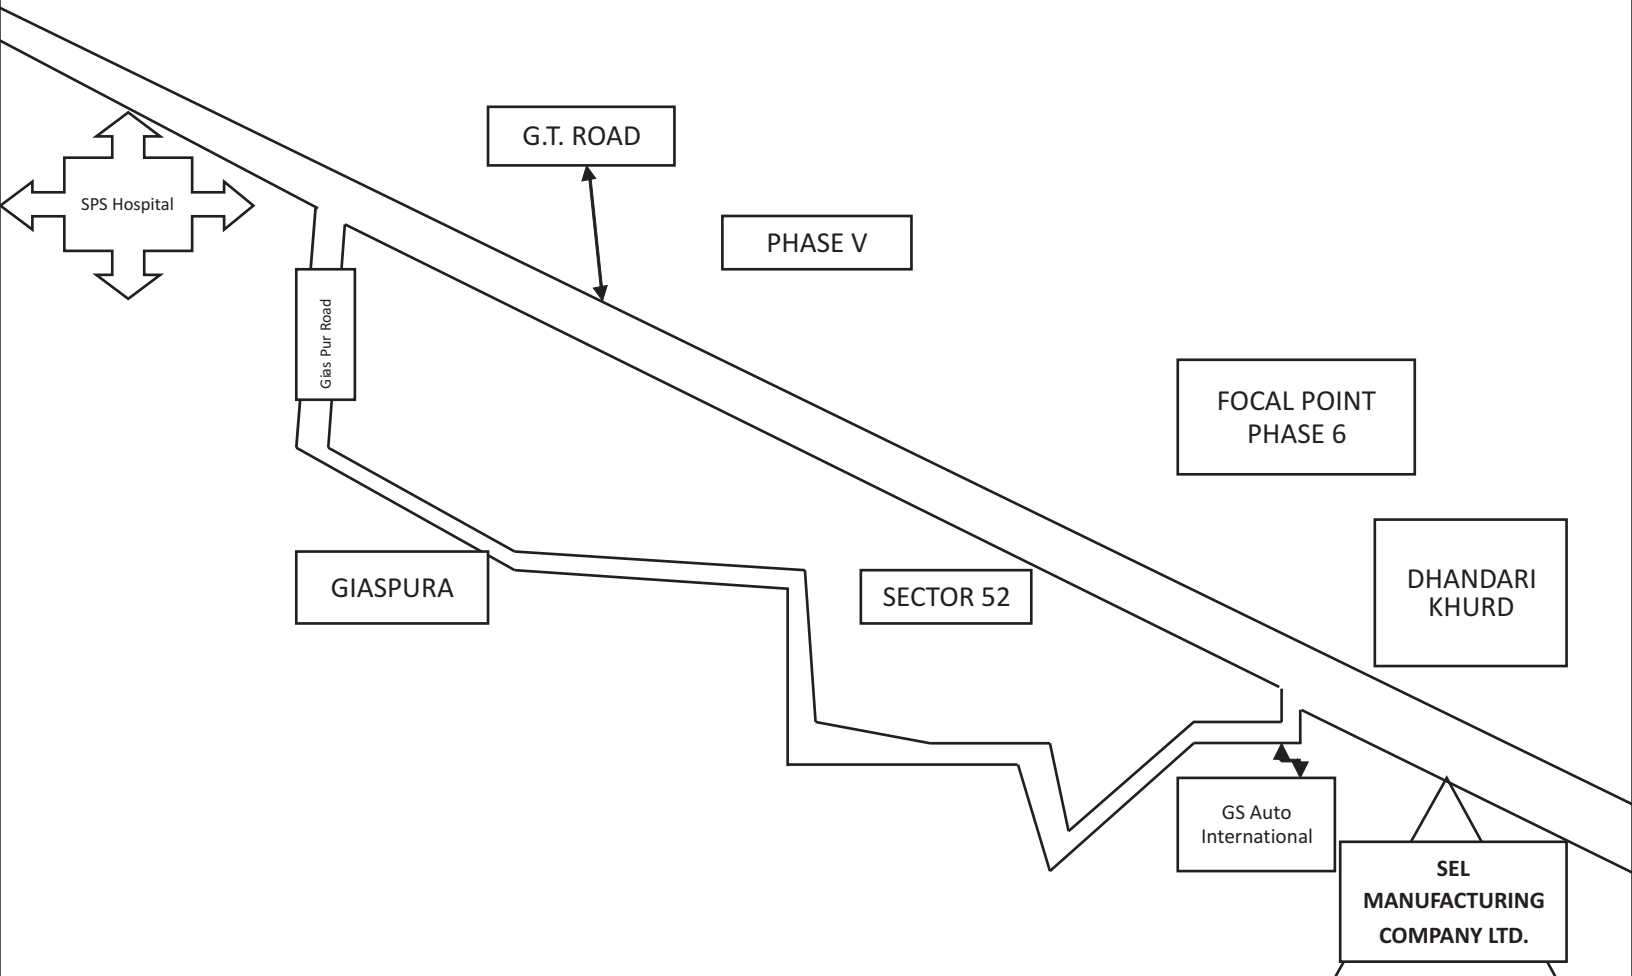 G.T. ROAD
SPS Hospital
PHASE V
Gias Pur Road
FOCAL POINT
PHASE 6
DHANDARI
KHURD
GIASPURA
SECTOR 52
GS Auto
International
SEL
MANUFACTURING
COMPANY LTD.